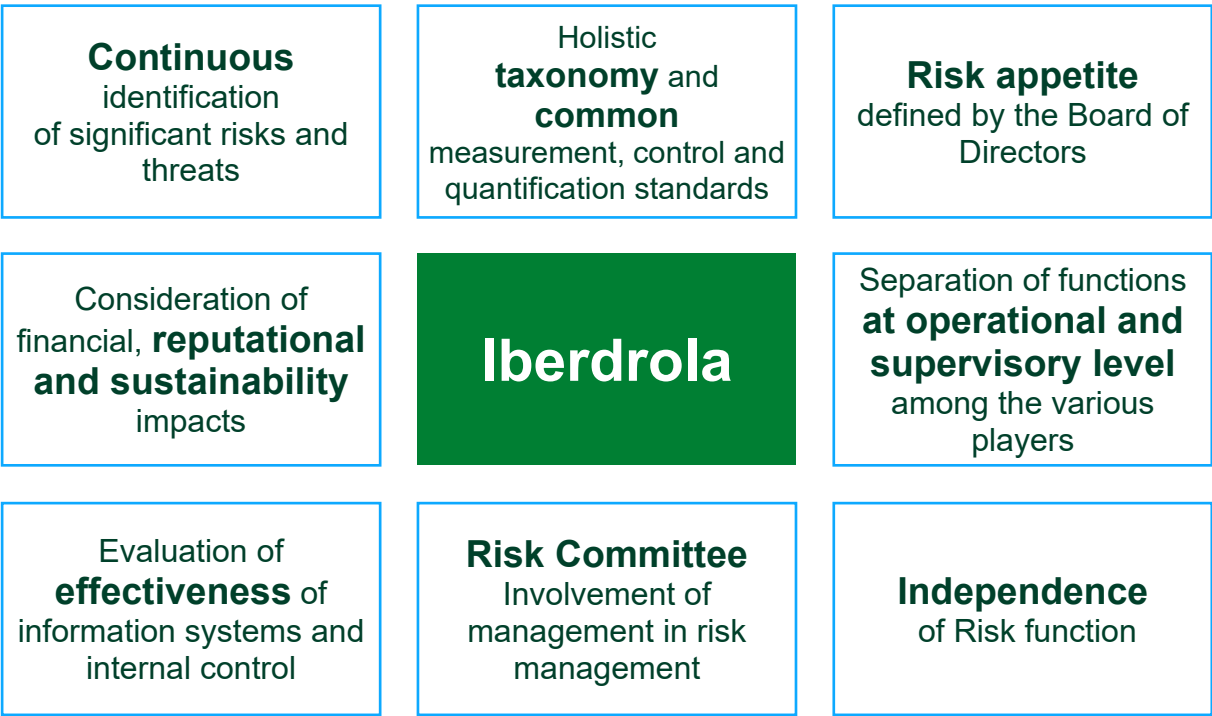 Continuous
identification
of significant risks and
threats
Holistic
taxonomy and
common
measurement, control and
quantification standards
Risk appetite
defined by the Board of
Directors
Consideration of
financial, reputational
and sustainability
impacts
Iberdrola
Separation of functions
at operational and
supervisory level
among the various
players
Evaluation of
effectiveness of
information systems and
internal control
Risk Committee
Involvement of
management in risk
management
Independence
of Risk function